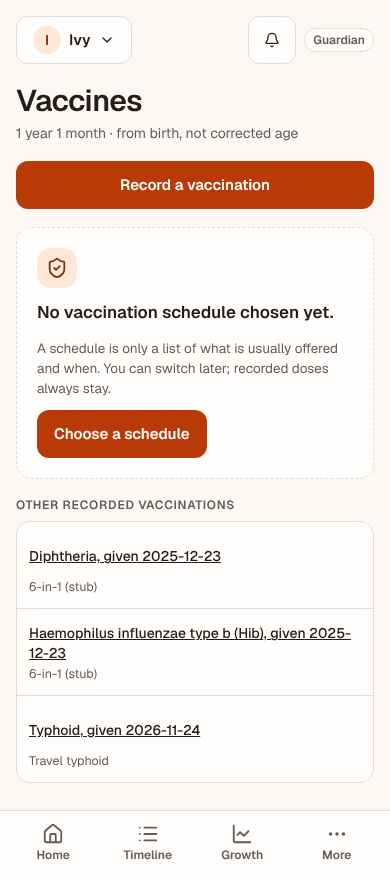 I Ivy
Guardian
Vaccines
1 year 1 month · from birth, not corrected age
Record a vaccination
No vaccination schedule chosen yet.
A schedule is only a list of what is usually offered
and when. You can switch later; recorded doses
always stay.
Choose a schedule
OTHER RECORDED VACCINATIONS
Diphtheria, given 2025-12-23
6-in-1 (stub)
Haemophilus influenzae type b (Hib), given 2025-
12-23
6-in-1 (stub)
Typhoid, given 2026-11-24
Travel typhoid
Home Timeline Growth More